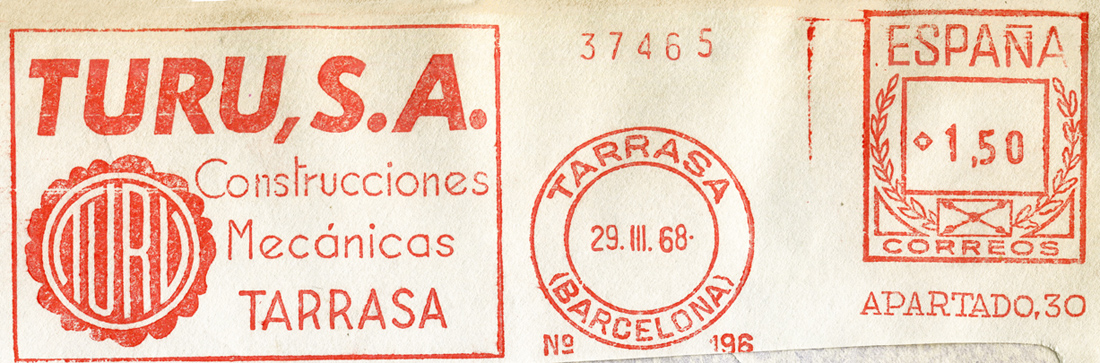 TURU, S.A.
Construcciones
Mecánicas
TARRASA
TURU
37465
TARRASA
29. III. 68
(BARCELONA)
Nº 196
ESPAÑA
1,50
CORREOS
APARTADO, 30